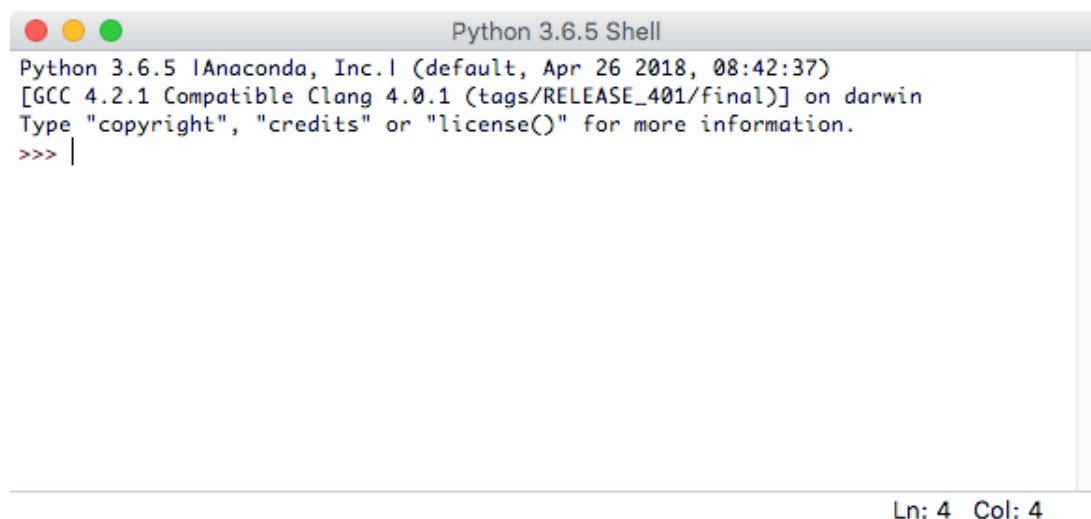 Python 3.6.5 Shell
Python 3.6.5 |Anaconda, Inc.| (default, Apr 26 2018, 08:42:37)
[GCC 4.2.1 Compatible Clang 4.0.1 (tags/RELEASE_401/final)] on darwin
Type "copyright", "credits" or "license()" for more information.
>>>
Ln: 4 Col: 4